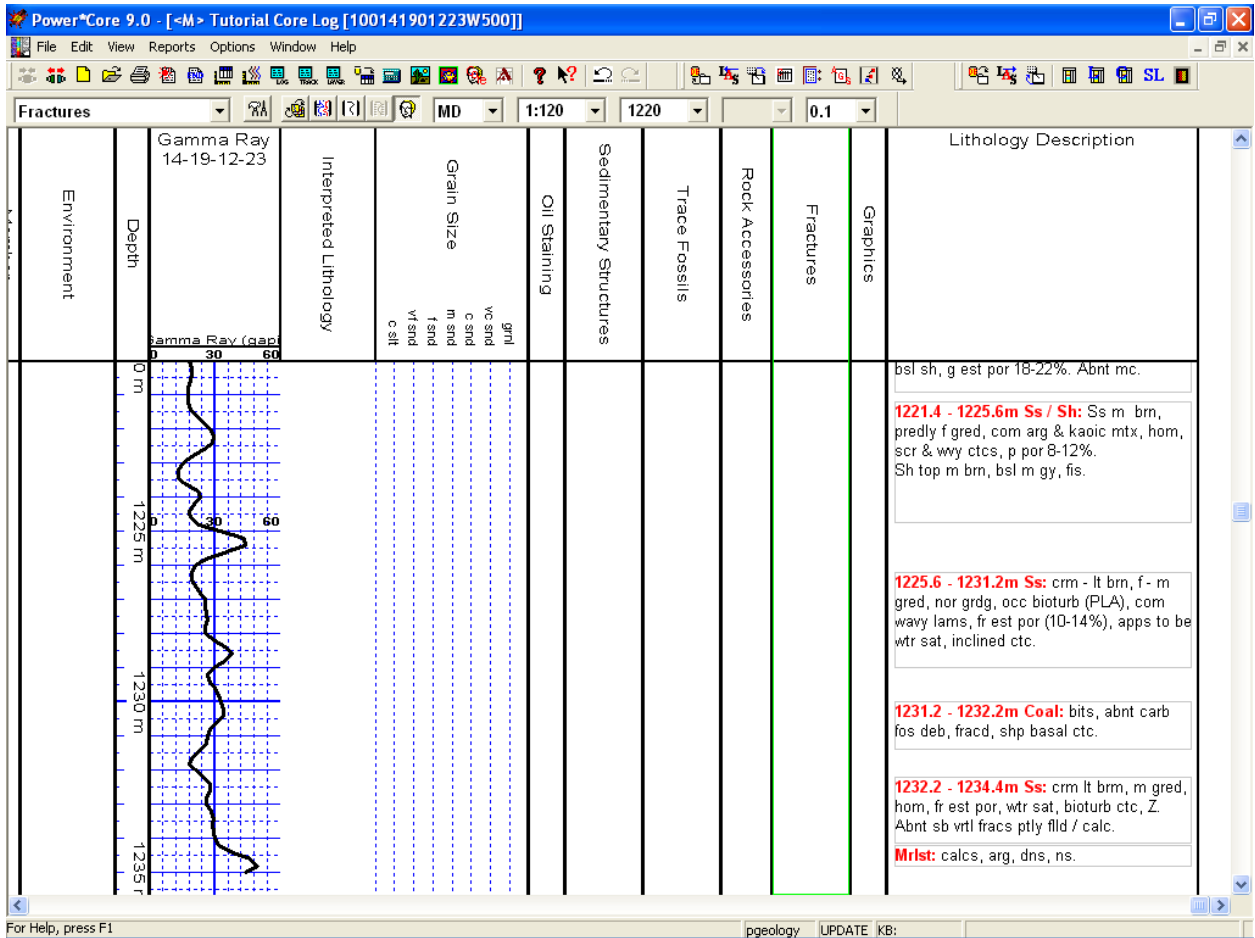 Power*Core 9.0 - [<M> Tutorial Core Log [100141901223W500]]
File Edit View Reports Options Window Help
SL
Fractures MD 1:120 1220 0.1
Environment
Depth
Gamma Ray
14-19-12-23
Gamma Ray (gapi
0 30 60
Interpreted Lithology
Grain Size
c slt
vf snd
f snd
m snd
c snd
vc snd
grnl
Oil Staining
Sedimentary Structures
Trace Fossils
Rock Accessories
Fractures
Graphics
Lithology Description
0 m
1225 m
0 30 60
1230 m
1235 m
bsl sh, g est por 18-22%. Abnt mc.
1221.4 - 1225.6m Ss / Sh: Ss m brn,
predly f gred, com arg & kaoic mtx, hom,
scr & wvy ctcs, p por 8-12%.
Sh top m brn, bsl m gy, fis.
1225.6 - 1231.2m Ss: crm - lt brn, f - m
gred, nor grdg, occ bioturb (PLA), com
wavy lams, fr est por (10-14%), apps to be
wtr sat, inclined ctc.
1231.2 - 1232.2m Coal: bits, abnt carb
fos deb, fracd, shp basal ctc.
1232.2 - 1234.4m Ss: crm lt brm, m gred,
hom, fr est por, wtr sat, bioturb ctc, Z.
Abnt sb vrtl fracs ptly flld / calc.
Mrlst: calcs, arg, dns, ns.
For Help, press F1
pgeology UPDATE KB: